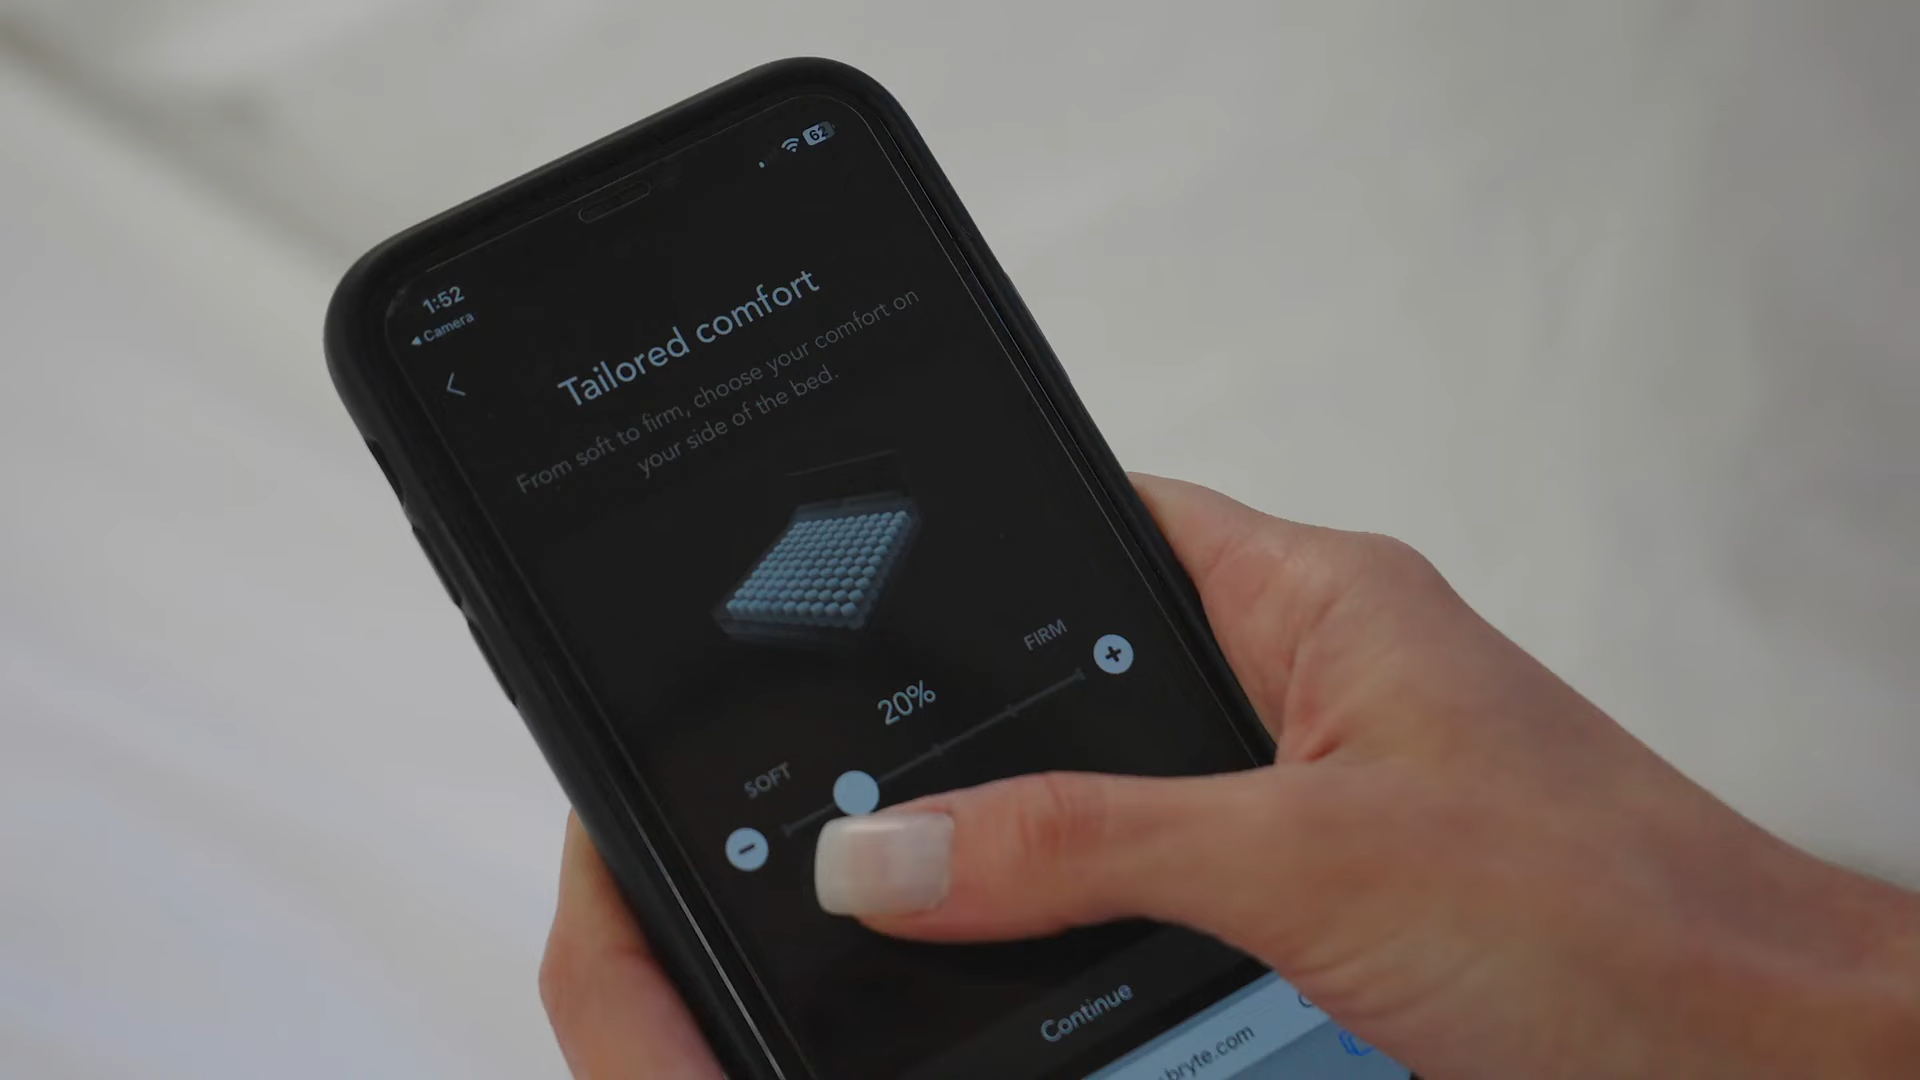 62
1:52
◀ Camera
Tailored comfort
From soft to firm, choose your comfort on
your side of the bed.
FIRM
20%
SOFT
Continue
bryte.com